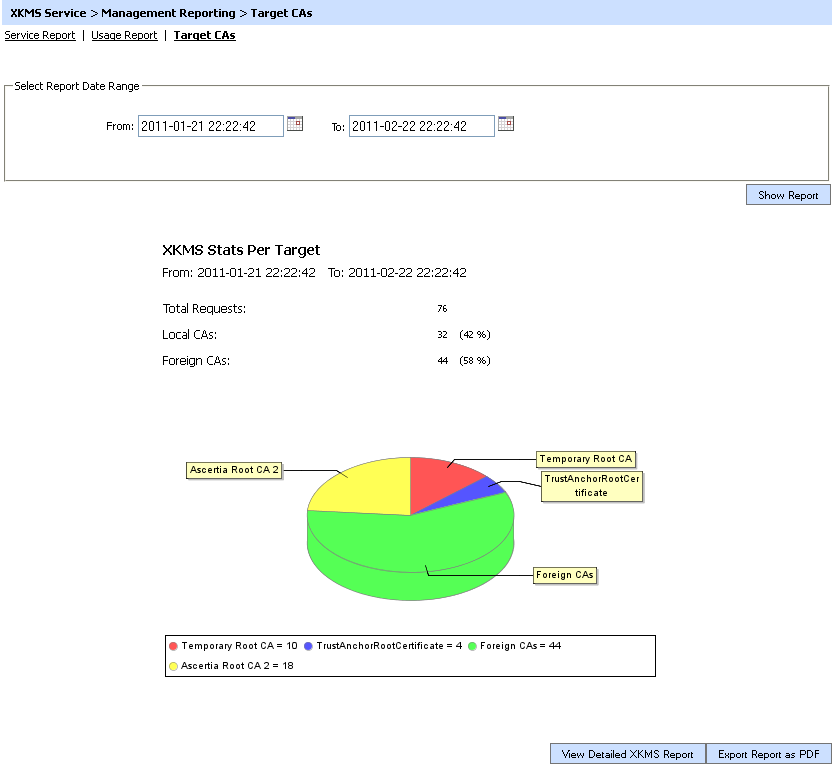 XKMS Service > Management Reporting > Target CAs
Service Report | Usage Report | Target CAs
Select Report Date Range
From: 2011-01-21 22:22:42 To: 2011-02-22 22:22:42
Show Report
XKMS Stats Per Target
From: 2011-01-21 22:22:42 To: 2011-02-22 22:22:42
Total Requests: 76
Local CAs: 32 (42 %)
Foreign CAs: 44 (58 %)
Temporary Root CA
Ascertia Root CA 2
TrustAnchorRootCer
tificate
Foreign CAs
Temporary Root CA = 10 TrustAnchorRootCertificate = 4 Foreign CAs = 44
Ascertia Root CA 2 = 18
View Detailed XKMS Report Export Report as PDF